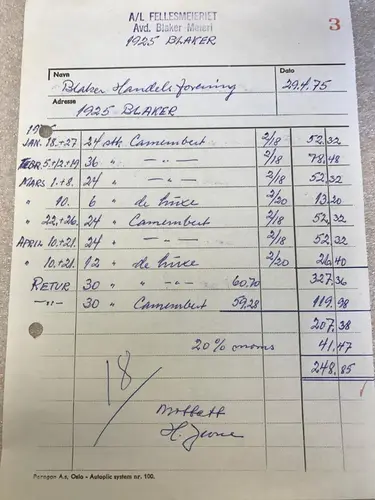 A/L FELLESMEIERIET
Avd. Blaker Meieri
1925 BLAKER
3
Navn
Dato
Blaker Handelsforening
29.4.75
Adresse
1925 BLAKER
JAN. 18.+27 24 stk Camembert 2/18 52,32
FEBR. 5.+12+19 36 " —"— 2/18 78,48
MARS 1.+8. 24 " —"— 2/18 52,32
" 10. 6 " de luxe 2/20 13,20
" 22.+26. 24 " Camembert 2/18 52,32
APRIL 10.+21. 24 " —"— 2/18 52,32
" 10.+21. 12 " de luxe 2/20 26,40
RETUR 30 " —"— 60,70 327,36
—"— 30 " Camembert 59,28 119,98
207,38
20% moms 41,47
248,85
18
Mottatt
Paragon A.s, Oslo - Autoplic system nr. 100.